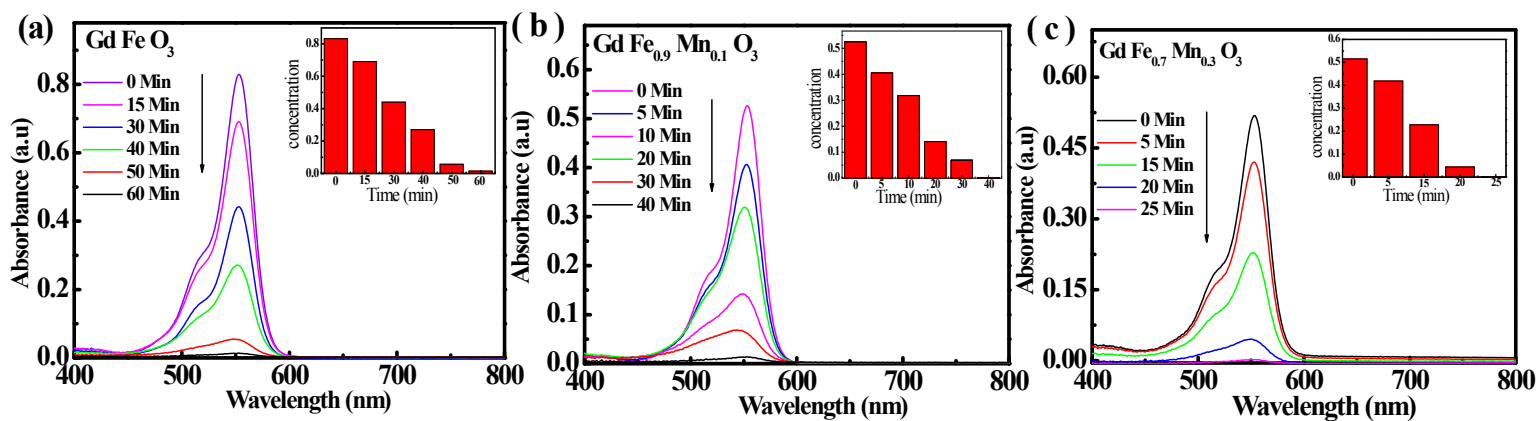 (a)
Gd Fe O3
0 Min
15 Min
30 Min
40 Min
50 Min
60 Min
Absorbance (a.u)
0.8
0.6
0.4
0.2
0.0
400 500 600 700 800
Wavelength (nm)
concentration
0.8
0.6
0.4
0.2
0.0
0 15 30 40 50 60
Time (min)
(b)
Gd Fe0.9 Mn0.1 O3
0 Min
5 Min
10 Min
20 Min
30 Min
40 Min
Absorbance (a.u)
0.6
0.5
0.4
0.3
0.2
0.1
0.0
400 500 600 700 800
Wavelength (nm)
concentration
0.5
0.4
0.3
0.2
0.1
0.0
0 5 10 20 30 40
Time (min)
(c)
Gd Fe0.7 Mn0.3 O3
0 Min
5 Min
15 Min
20 Min
25 Min
Absorbance (a.u)
0.60
0.45
0.30
0.15
0.00
400 500 600 700 800
Wavelength (nm)
concentration
0.6
0.5
0.4
0.3
0.2
0.1
0.0
0 5 15 20 25
Time (min)